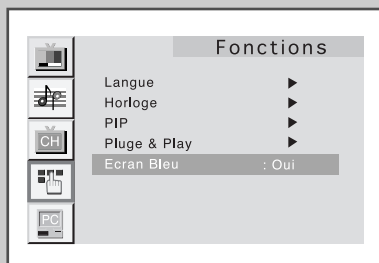 Fonctions
Langue ▶
Horloge ▶
PIP ▶
Pluge & Play ▶
Ecran Bleu : Oui
CH
PC